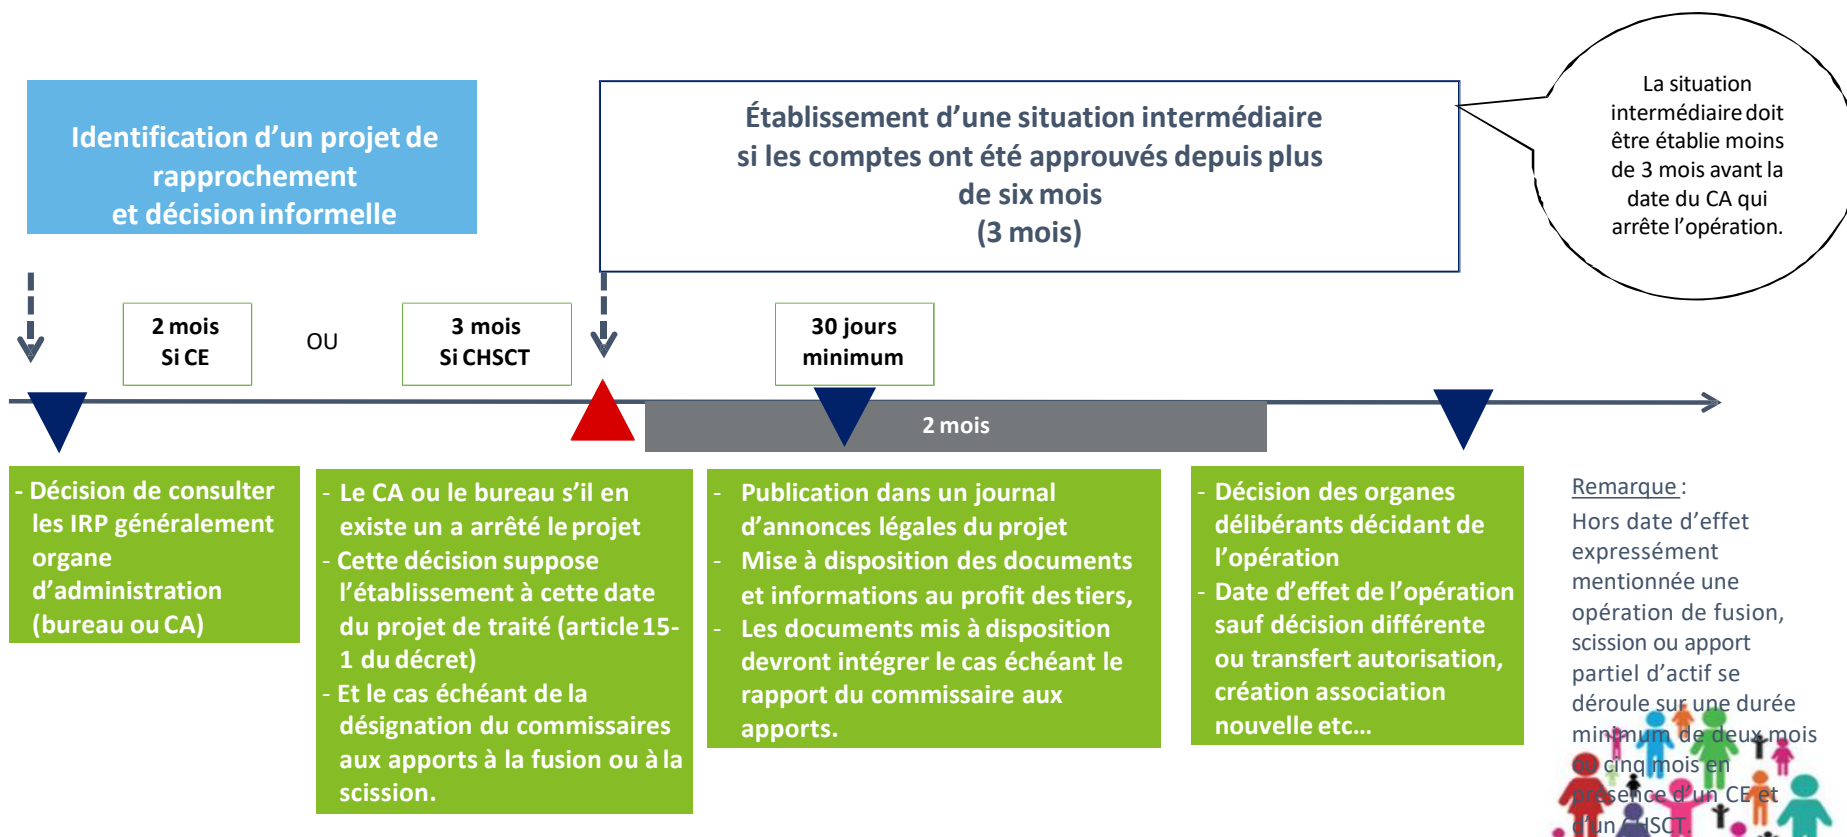 Identification d’un projet de
rapprochement
et décision informelle
Établissement d’une situation intermédiaire
si les comptes ont été approuvés depuis plus
de six mois
(3 mois)
La situation
intermédiaire doit
être établie moins
de 3 mois avant la
date du CA qui
arrête l’opération.
2 mois
Si CE
OU
3 mois
Si CHSCT
30 jours
minimum
2 mois
- Décision de consulter
les IRP généralement
organe
d’administration
(bureau ou CA)
- Le CA ou le bureau s’il en
existe un a arrêté le projet
- Cette décision suppose
l’établissement à cette date
du projet de traité (article 15-
1 du décret)
- Et le cas échéant de la
désignation du commissaires
aux apports à la fusion ou à la
scission.
- Publication dans un journal
d’annonces légales du projet
- Mise à disposition des documents
et informations au profit des tiers,
- Les documents mis à disposition
devront intégrer le cas échéant le
rapport du commissaire aux
apports.
- Décision des organes
délibérants décidant de
l’opération
- Date d’effet de l’opération
sauf décision différente
ou transfert autorisation,
création association
nouvelle etc…
Remarque :
Hors date d’effet
expressément
mentionnée une
opération de fusion,
scission ou apport
partiel d’actif se
déroule sur une durée
minimum de deux mois
ou cinq mois en
présence d’un CE et
d’un CHSCT.